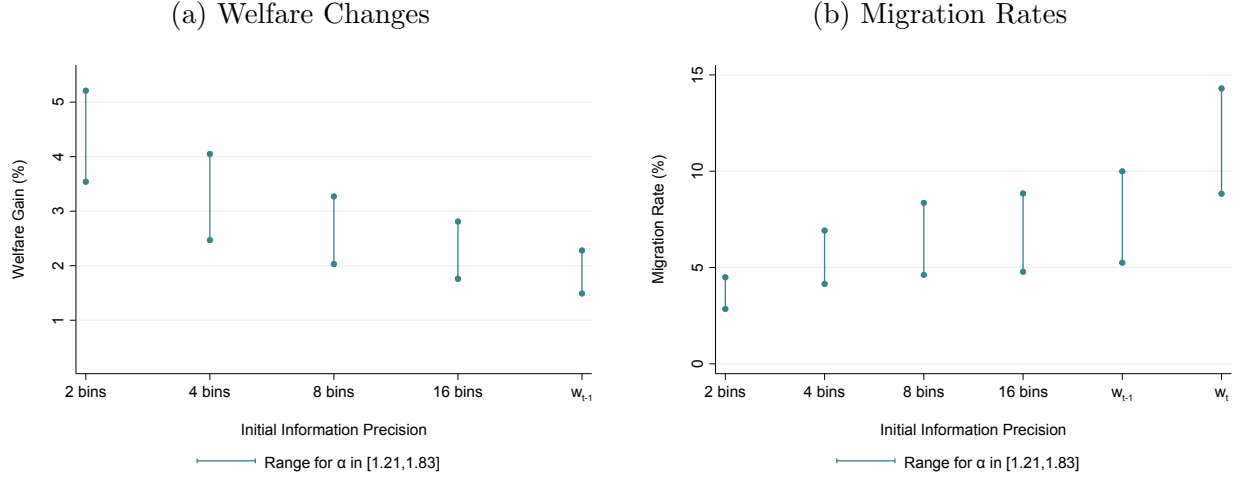 (a) Welfare Changes
Welfare Gain (%)
5
4
3
2
1
2 bins 4 bins 8 bins 16 bins wt-1
Initial Information Precision
Range for α in [1.21,1.83]
(b) Migration Rates
Migration Rate (%)
15
10
5
0
2 bins 4 bins 8 bins 16 bins wt-1 wt
Initial Information Precision
Range for α in [1.21,1.83]